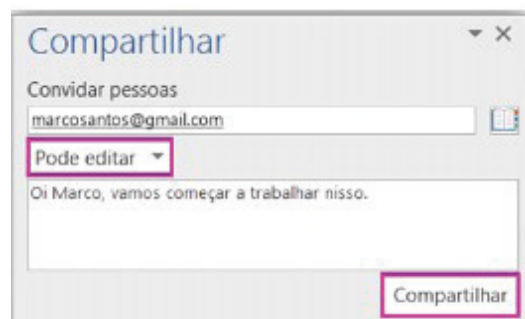 Compartilhar
Convidar pessoas
marcosantos@gmail.com
Pode editar
Oi Marco, vamos começar a trabalhar nisso.
Compartilhar